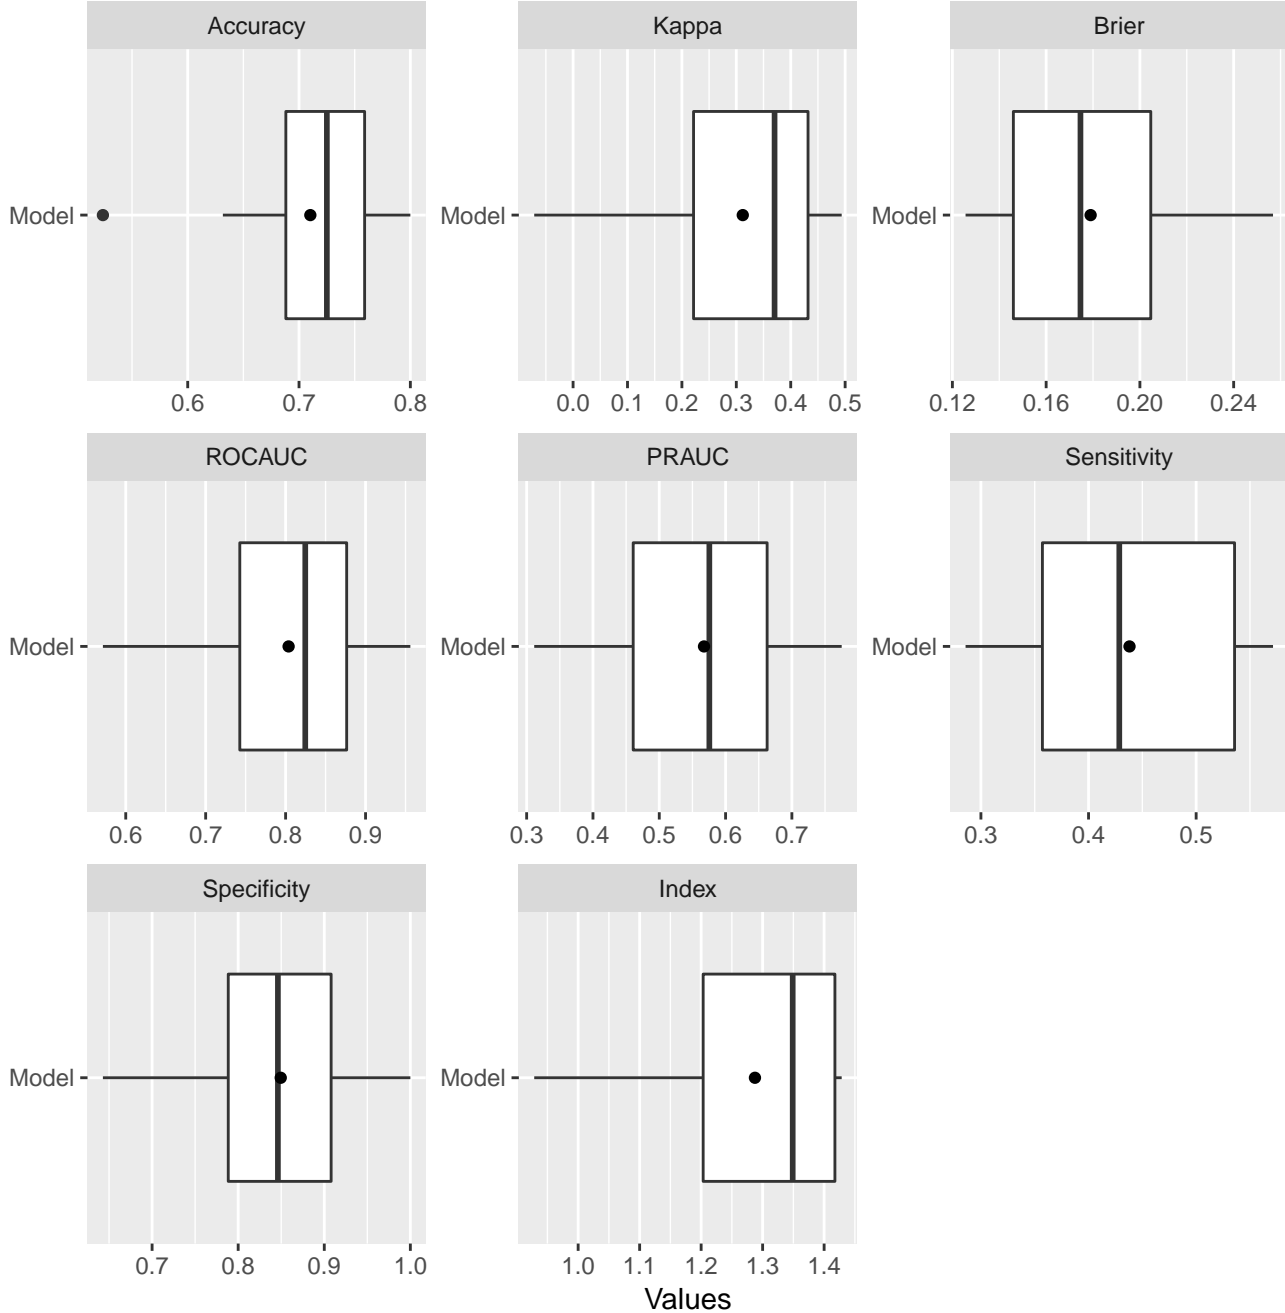 Accuracy
Kappa
Brier
Model
Model
Model
0.6 0.7 0.8
0.0 0.1 0.2 0.3 0.4 0.5
0.12 0.16 0.20 0.24
ROCAUC
PRAUC
Sensitivity
Model
Model
Model
0.6 0.7 0.8 0.9
0.3 0.4 0.5 0.6 0.7
0.3 0.4 0.5
Specificity
Index
Model
Model
0.7 0.8 0.9 1.0
1.0 1.1 1.2 1.3 1.4
Values